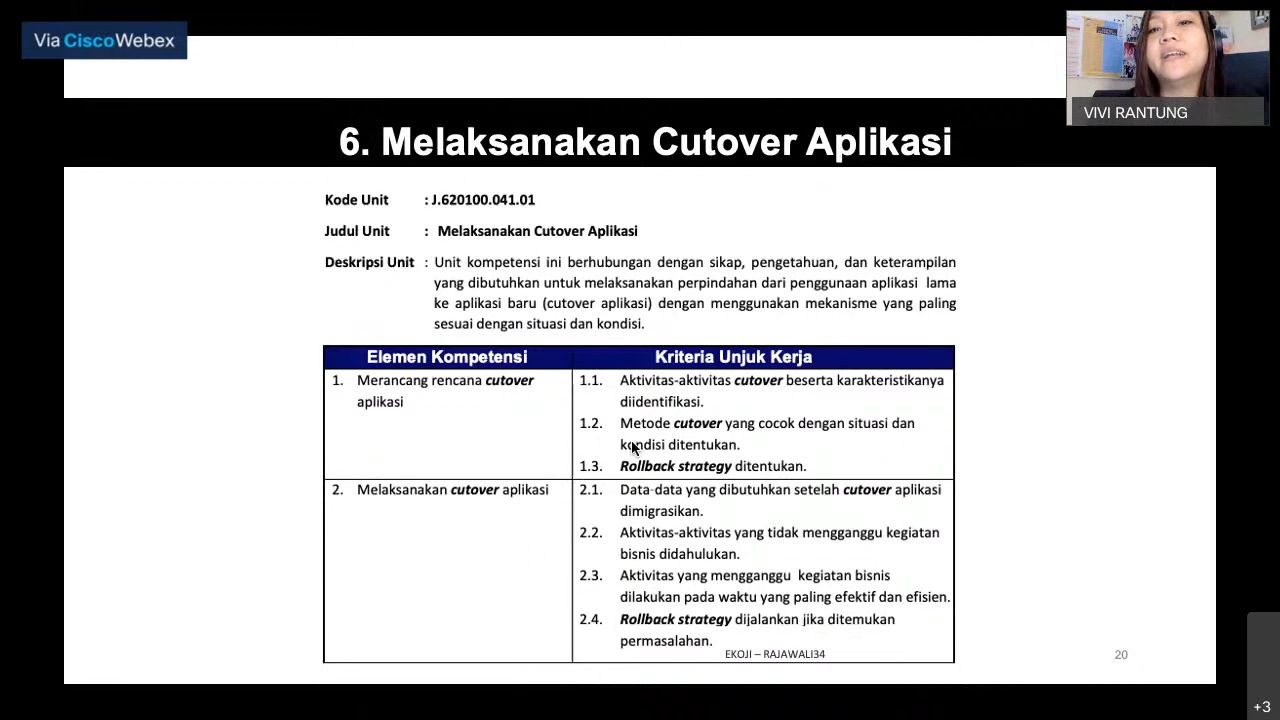 Via CiscoWebex
VIVI RANTUNG
6. Melaksanakan Cutover Aplikasi
Kode Unit : J.620100.041.01
Judul Unit : Melaksanakan Cutover Aplikasi
Deskripsi Unit : Unit kompetensi ini berhubungan dengan sikap, pengetahuan, dan keterampilan
yang dibutuhkan untuk melaksanakan perpindahan dari penggunaan aplikasi lama
ke aplikasi baru (cutover aplikasi) dengan menggunakan mekanisme yang paling
sesuai dengan situasi dan kondisi.
Elemen Kompetensi Kriteria Unjuk Kerja
1. Merancang rencana cutover
aplikasi
1.1. Aktivitas-aktivitas cutover beserta karakteristikanya
diidentifikasi.
1.2. Metode cutover yang cocok dengan situasi dan
kondisi ditentukan.
1.3. Rollback strategy ditentukan.
2. Melaksanakan cutover aplikasi
2.1. Data-data yang dibutuhkan setelah cutover aplikasi
dimigrasikan.
2.2. Aktivitas-aktivitas yang tidak mengganggu kegiatan
bisnis didahulukan.
2.3. Aktivitas yang mengganggu kegiatan bisnis
dilakukan pada waktu yang paling efektif dan efisien.
2.4. Rollback strategy dijalankan jika ditemukan
permasalahan.
EKOJI – RAJAWALI34
20
+3